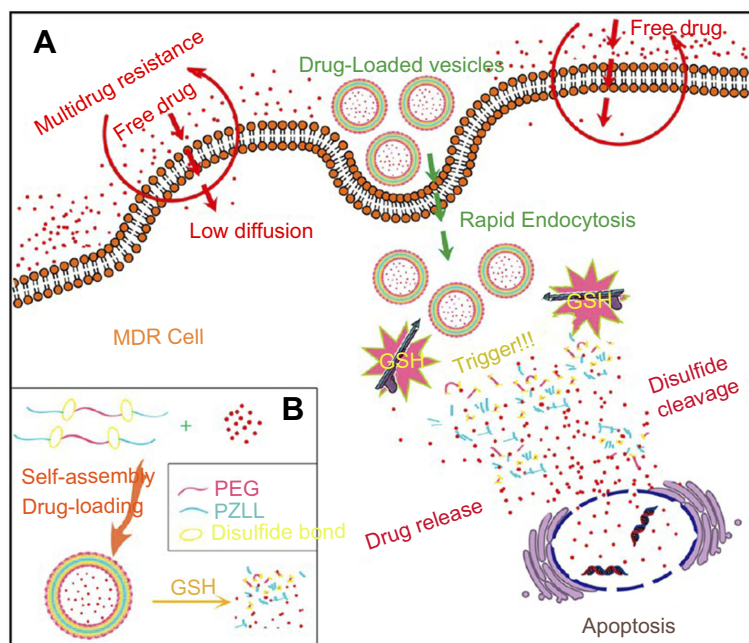 A
Multidrug resistance
Free drug
Low diffusion
Drug-Loaded vesicles
Free drug
Rapid Endocytosis
MDR Cell
GSH
GSH
Trigger!!!
Disulfide
cleavage
Drug release
Apoptosis
B
+
Self-assembly
Drug-loading
PEG
PZLL
Disulfide bond
GSH